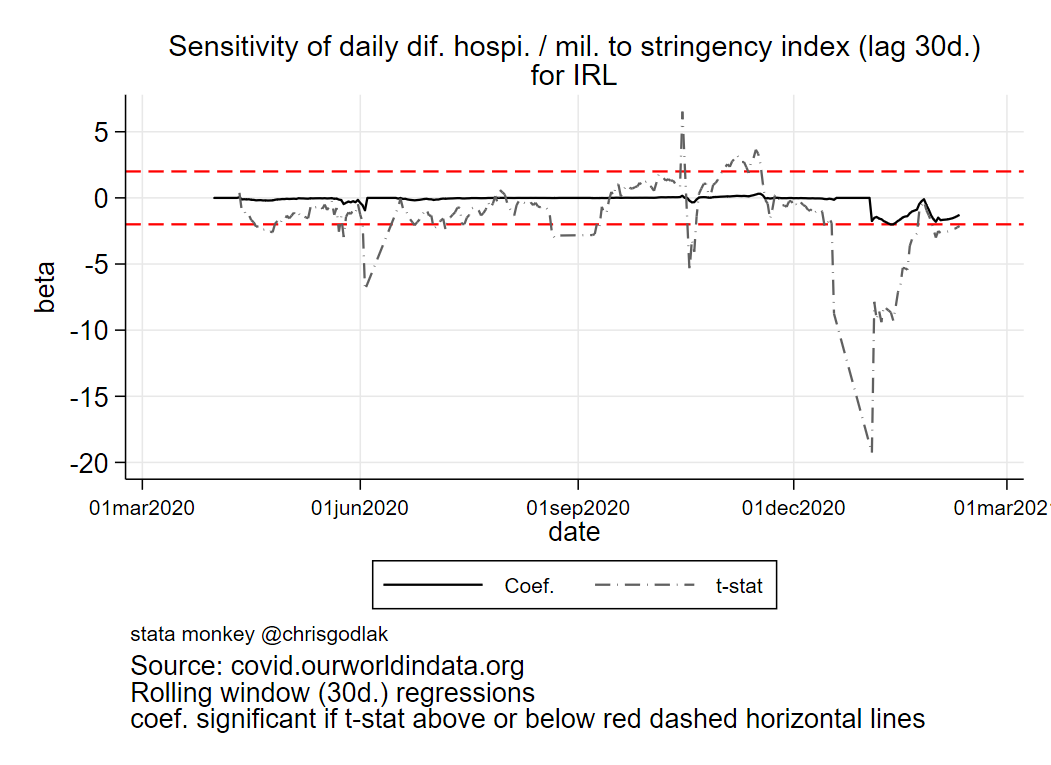 Sensitivity of daily dif. hospi. / mil. to stringency index (lag 30d.)
for IRL
5
0
-5
-10
-15
-20
beta
01mar2020 01jun2020 01sep2020 01dec2020 01mar202
date
Coef. t-stat
stata monkey @chrisgodlak
Source: covid.ourworldindata.org
Rolling window (30d.) regressions
coef. significant if t-stat above or below red dashed horizontal lines